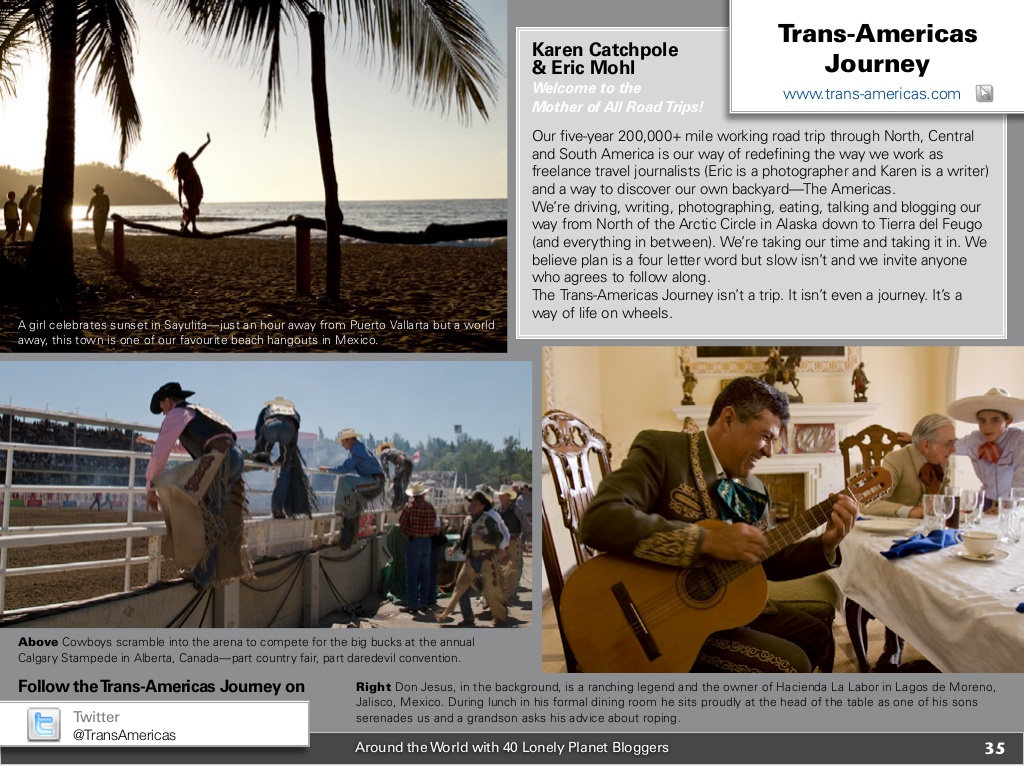 Trans-Americas
Journey
www.trans-americas.com
Karen Catchpole
& Eric Mohl
Welcome to the
Mother of All Road Trips!
Our five-year 200,000+ mile working road trip through North, Central
and South America is our way of redefining the way we work as
freelance travel journalists (Eric is a photographer and Karen is a writer)
and a way to discover our own backyard—The Americas.
We’re driving, writing, photographing, eating, talking and blogging our
way from North of the Arctic Circle in Alaska down to Tierra del Feugo
(and everything in between). We’re taking our time and taking it in. We
believe plan is a four letter word but slow isn’t and we invite anyone
who agrees to follow along.
The Trans-Americas Journey isn’t a trip. It isn’t even a journey. It’s a
way of life on wheels.
A girl celebrates sunset in Sayulita—just an hour away from Puerto Vallarta but a world
away, this town is one of our favourite beach hangouts in Mexico.
Above Cowboys scramble into the arena to compete for the big bucks at the annual
Calgary Stampede in Alberta, Canada—part country fair, part daredevil convention.
Follow the Trans-Americas Journey on
Twitter
@TransAmericas
Right Don Jesus, in the background, is a ranching legend and the owner of Hacienda La Labor in Lagos de Moreno,
Jalisco, Mexico. During lunch in his formal dining room he sits proudly at the head of the table as one of his sons
serenades us and a grandson asks his advice about roping.
Around the World with 40 Lonely Planet Bloggers
35